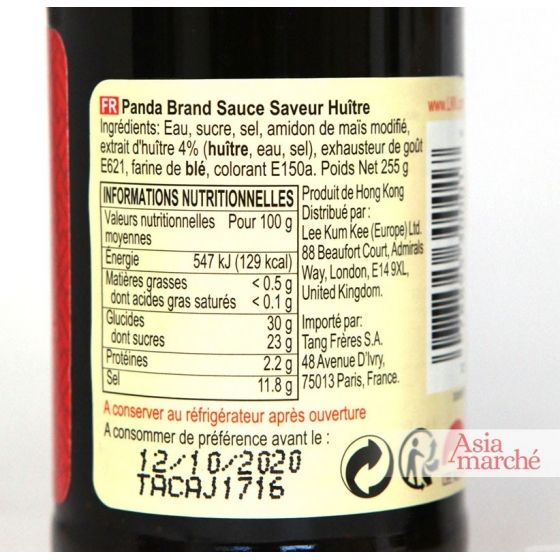 FR Panda Brand Sauce Saveur Huître
Ingrédients: Eau, sucre, sel, amidon de maïs modifié,
extrait d'huître 4% (huître, eau, sel), exhausteur de goût
E621, farine de blé, colorant E150a. Poids Net 255 g
INFORMATIONS NUTRITIONNELLES
Valeurs nutritionnelles Pour 100 g
moyennes
Énergie 547 kJ (129 kcal)
Matières grasses < 0.5 g
dont acides gras saturés < 0.1 g
Glucides 30 g
dont sucres 23 g
Protéines 2.2 g
Sel 11.8 g
Produit de Hong Kong
Distribué par:
Lee Kum Kee (Europe) Ltd.
88 Beaufort Court, Admirals
Way, London, E14 9XL,
United Kingdom.
Importé par:
Tang Frères S.A.
48 Avenue D'Ivry,
75013 Paris, France.
A conserver au réfrigérateur après ouverture
A consommer de préférence avant le :
12/10/2020
TACAJ1716
www.
Asia
marché